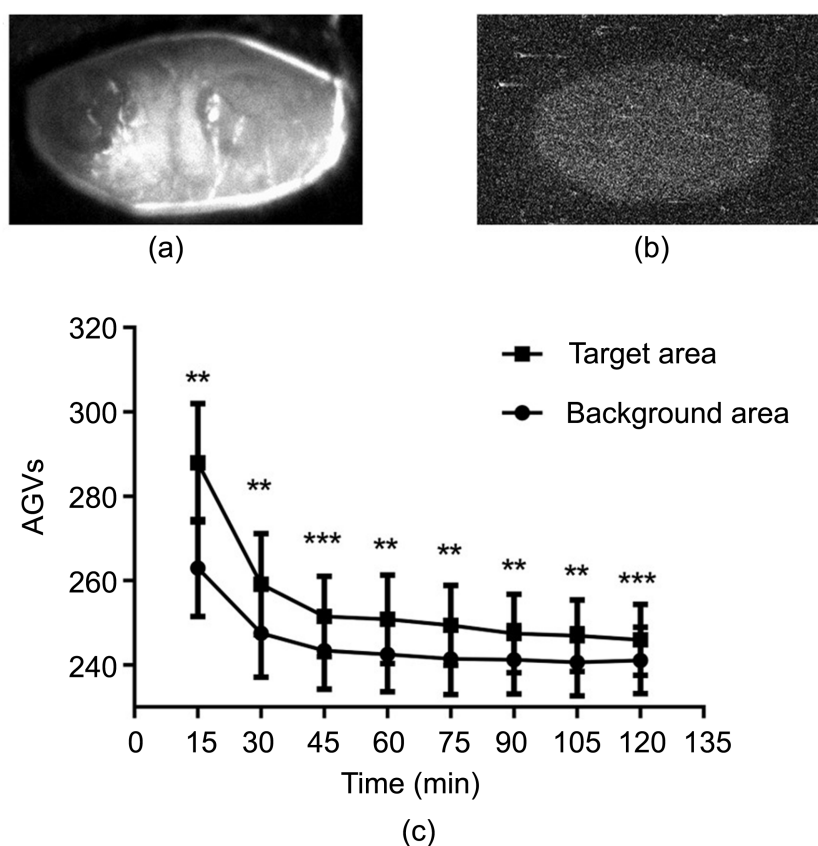 (a)
(b)
320
300
280
260
240
AGVs
**
**
***
**
**
**
**
***
Target area
Background area
0 15 30 45 60 75 90 105 120 135
Time (min)
(c)